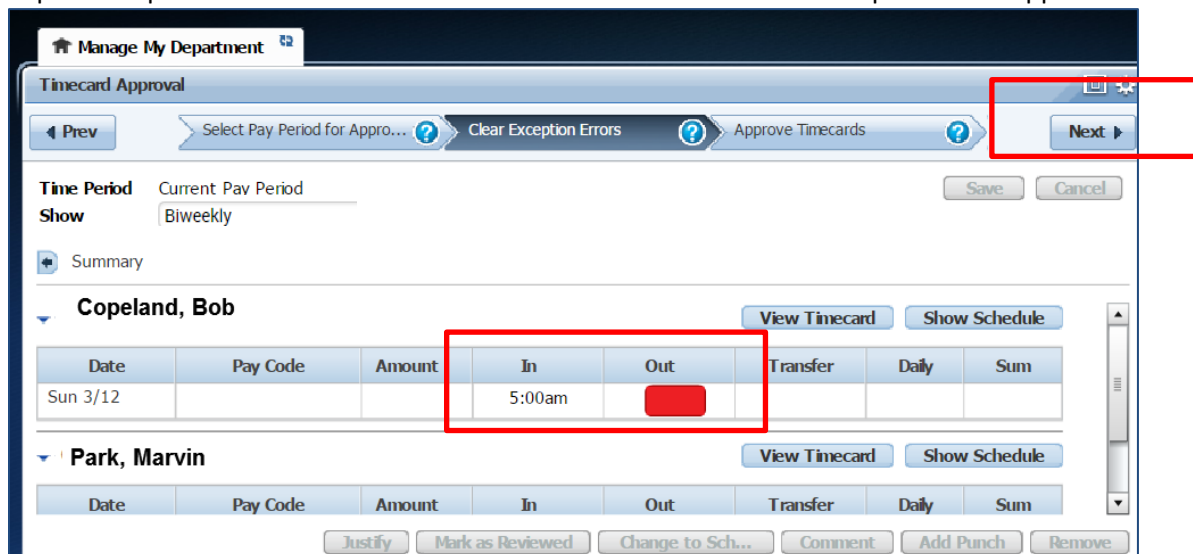 Manage My Department
Timecard Approval
Prev Select Pay Period for Appro... ? Clear Exception Errors ? Approve Timecards ? Next
Time Period Current Pay Period Save Cancel
Show Biweekly
Summary
Copeland, Bob View Timecard Show Schedule
Date Pay Code Amount In Out Transfer Daily Sum
Sun 3/12 5:00am
Park, Marvin View Timecard Show Schedule
Date Pay Code Amount In Out Transfer Daily Sum
Justify Mark as Reviewed Change to Sch... Comment Add Punch Remove